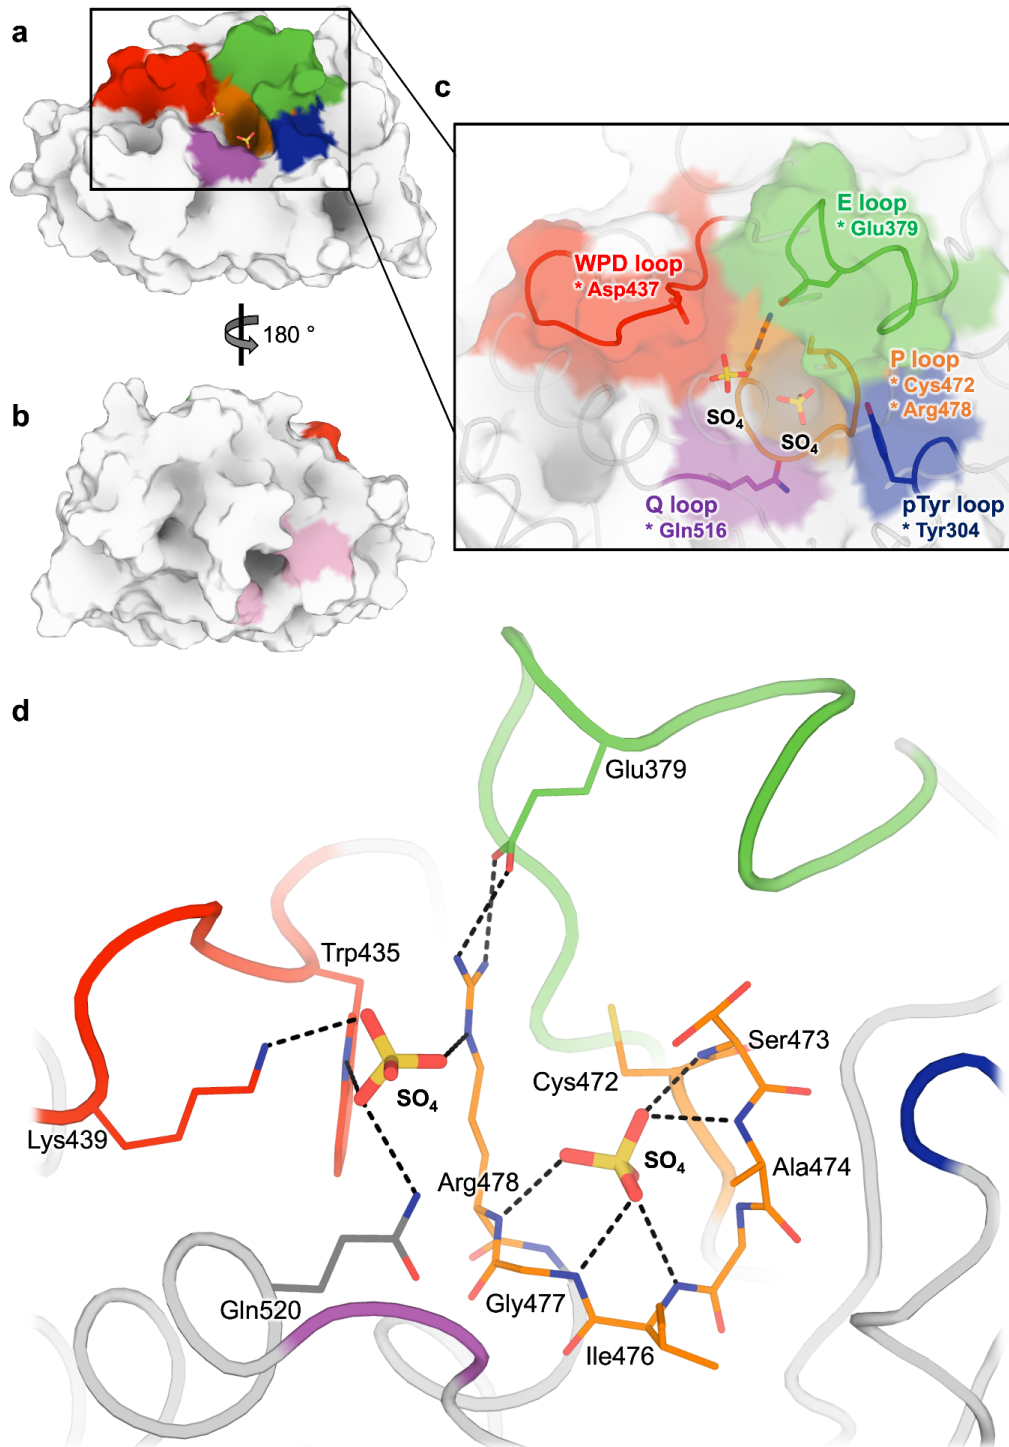 a
c
E loop
* Glu379
WPD loop
* Asp437
180 °
P loop
* Cys472
* Arg478
b
SO4
SO4
Q loop
* Gln516
pTyr loop
* Tyr304
d
Glu379
Trp435
Ser473
Cys472
SO4
Lys439
SO4
Ala474
Arg478
Gly477
Gln520
Ile476